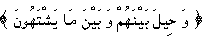 ﴿ وَ حِيلَ بَيْنَهُمْ وَ بَيْنَ مَا يَشْتَهُونَ ﴾